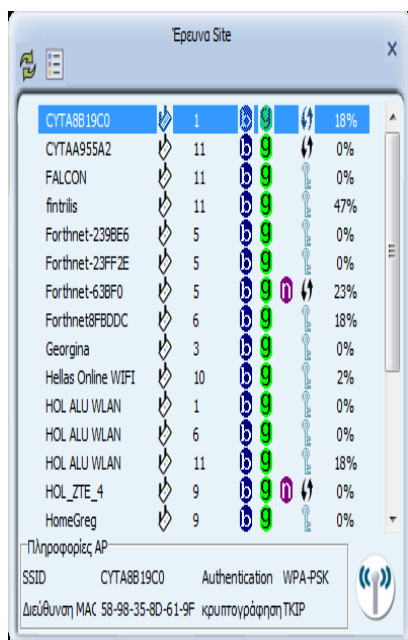 Έρευνα Site
CYTA8B19C0 1 b g 18%
CYTAA955A2 11 b g 0%
FALCON 11 b g 0%
fintrilis 11 b g 47%
Forthnet-239BE6 5 b g 0%
Forthnet-23FF2E 5 b g 0%
Forthnet-63BF0 5 b g n 23%
Forthnet8FBDDC 6 b g 18%
Georgina 3 b g 0%
Hellas Online WIFI 10 b g 2%
HOL ALU WLAN 1 b g 0%
HOL ALU WLAN 6 b g 0%
HOL ALU WLAN 11 b g 18%
HOL_ZTE_4 9 b g n 0%
HomeGreg 9 b g 0%
Πληροφορίες AP
SSID CYTA8B19C0 Authentication WPA-PSK
Διεύθυνση MAC 58-98-35-8D-61-9F κρυπτογράφηση TKIP